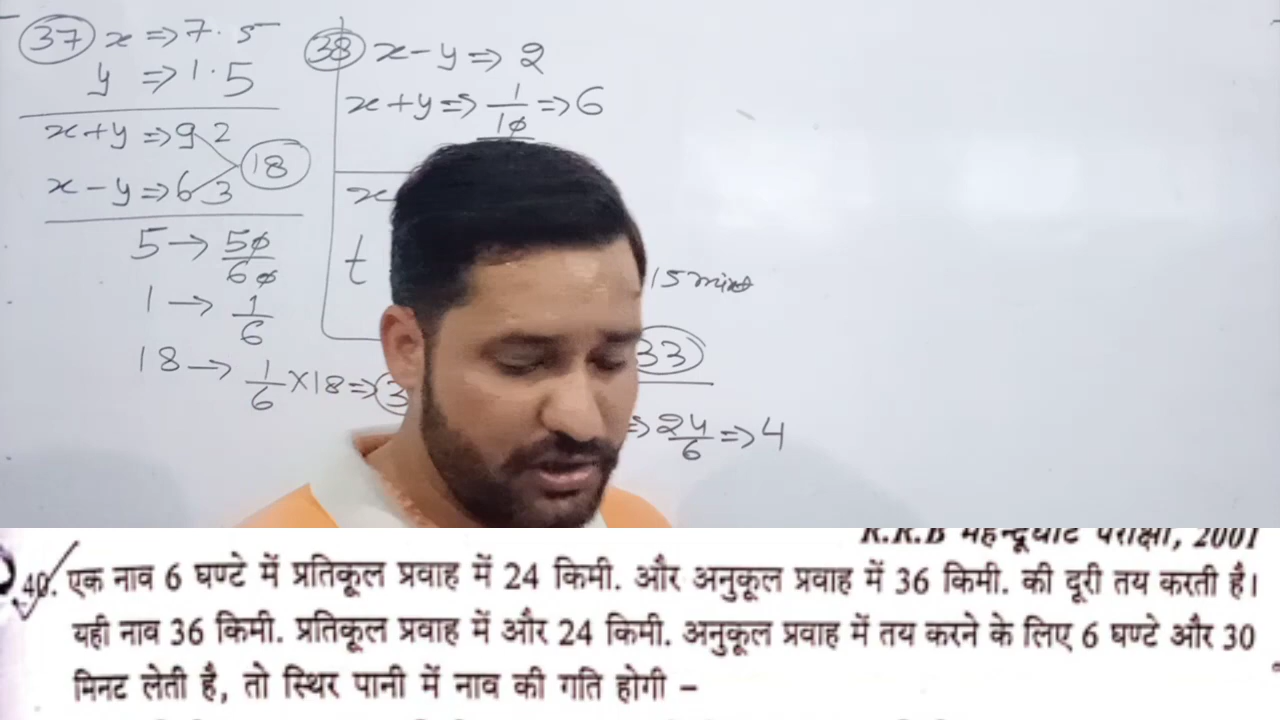 37 x ⇒ 7.5
y ⇒ 1.5
x+y ⇒ 9 2
x-y ⇒ 6 3
18
5 → 50/60
1 → 1/6
18 → 1/6 × 18 ⇒ 3
38 x-y ⇒ 2
x+y ⇒ 1/10 ⇒ 6
x
t
15 mint
33
⇒ 24/6 ⇒ 4
R.R.B महेन्द्रूघाट परीक्षा, 2001
40. एक नाव 6 घण्टे में प्रतिकूल प्रवाह में 24 किमी. और अनुकूल प्रवाह में 36 किमी. की दूरी तय करती है।
यही नाव 36 किमी. प्रतिकूल प्रवाह में और 24 किमी. अनुकूल प्रवाह में तय करने के लिए 6 घण्टे और 30
मिनट लेती है, तो स्थिर पानी में नाव की गति होगी –